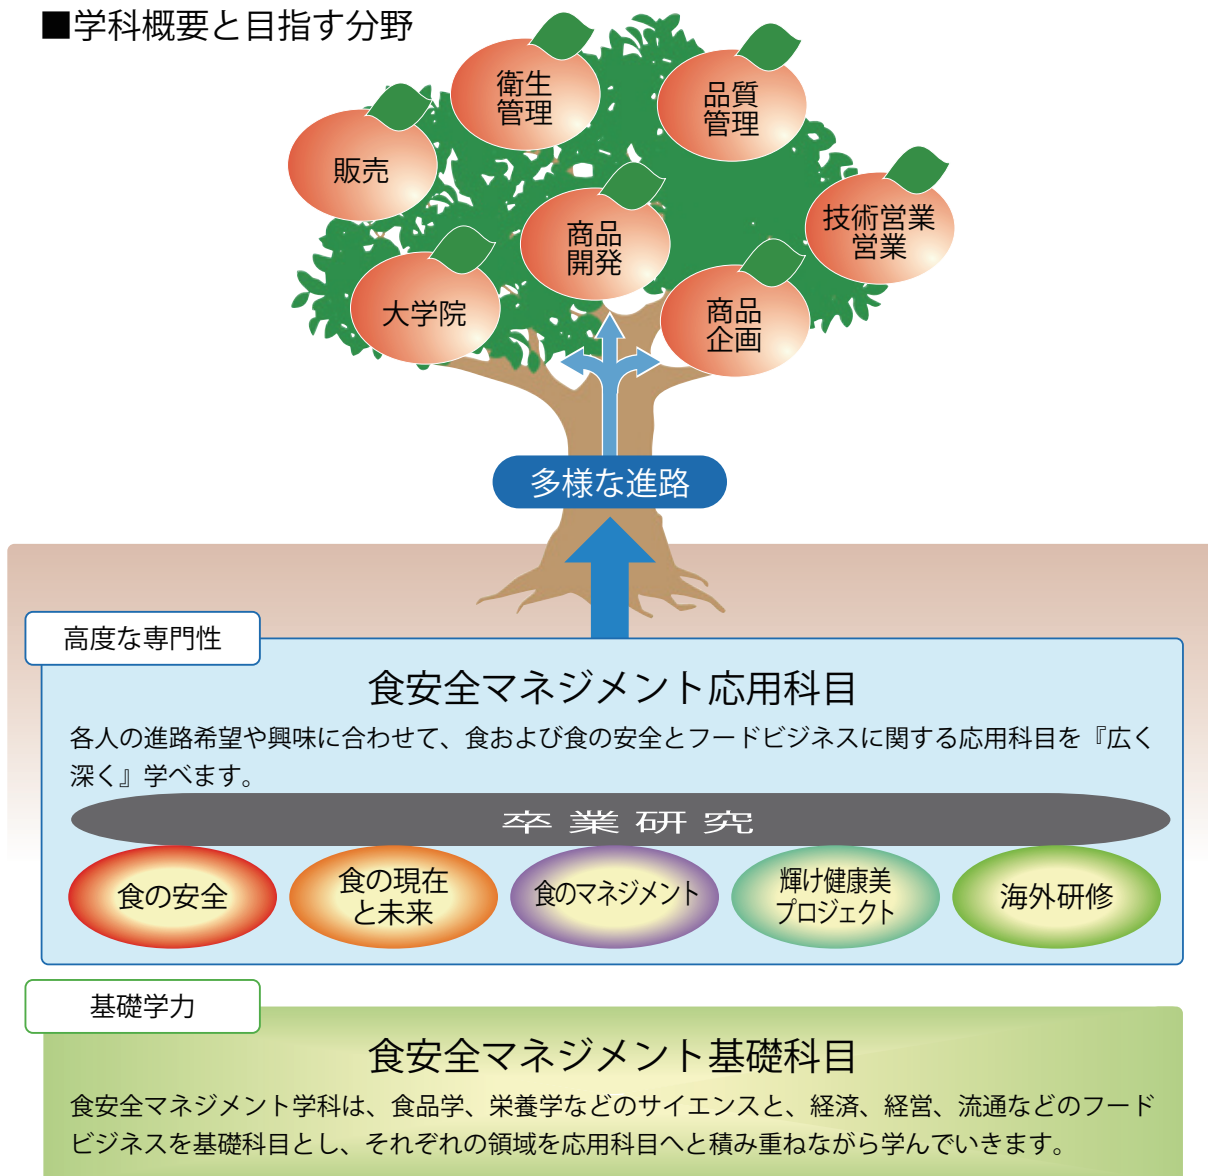 ■学科概要と目指す分野
衛生
管理
品質
管理
販売
技術営業
営業
商品
開発
大学院
商品
企画
多様な進路
高度な専門性
食安全マネジメント応用科目
各人の進路希望や興味に合わせて、食および食の安全とフードビジネスに関する応用科目を『広く
深く』学べます。
卒業研究
食の安全
食の現在
と未来
食のマネジメント
輝け健康美
プロジェクト
海外研修
基礎学力
食安全マネジメント基礎科目
食安全マネジメント学科は、食品学、栄養学などのサイエンスと、経済、経営、流通などのフード
ビジネスを基礎科目とし、それぞれの領域を応用科目へと積み重ねながら学んでいきます。